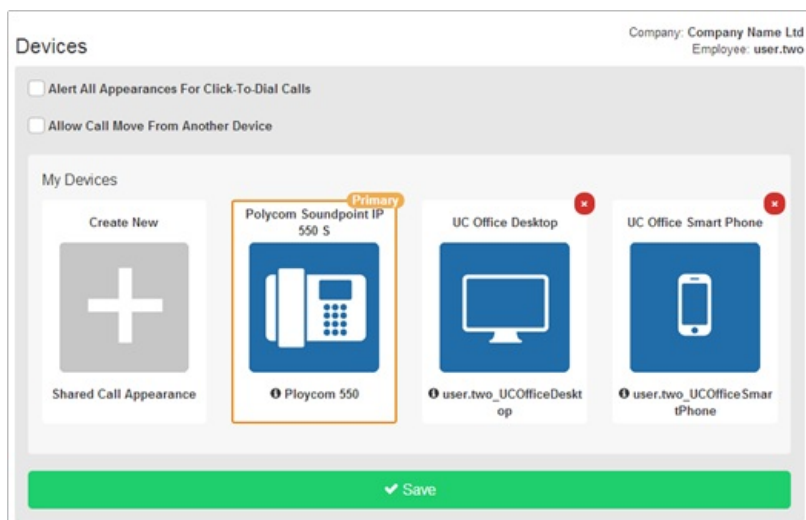 Devices
Company: Company Name Ltd
Employee: user.two
Alert All Appearances For Click-To-Dial Calls
Allow Call Move From Another Device
My Devices
Create New
Shared Call Appearance
Primary
Polycom Soundpoint IP
550 S
Ploycom 550
UC Office Desktop
user.two_UCOfficeDeskt
op
UC Office Smart Phone
user.two_UCOfficeSmar
tPhone
Save